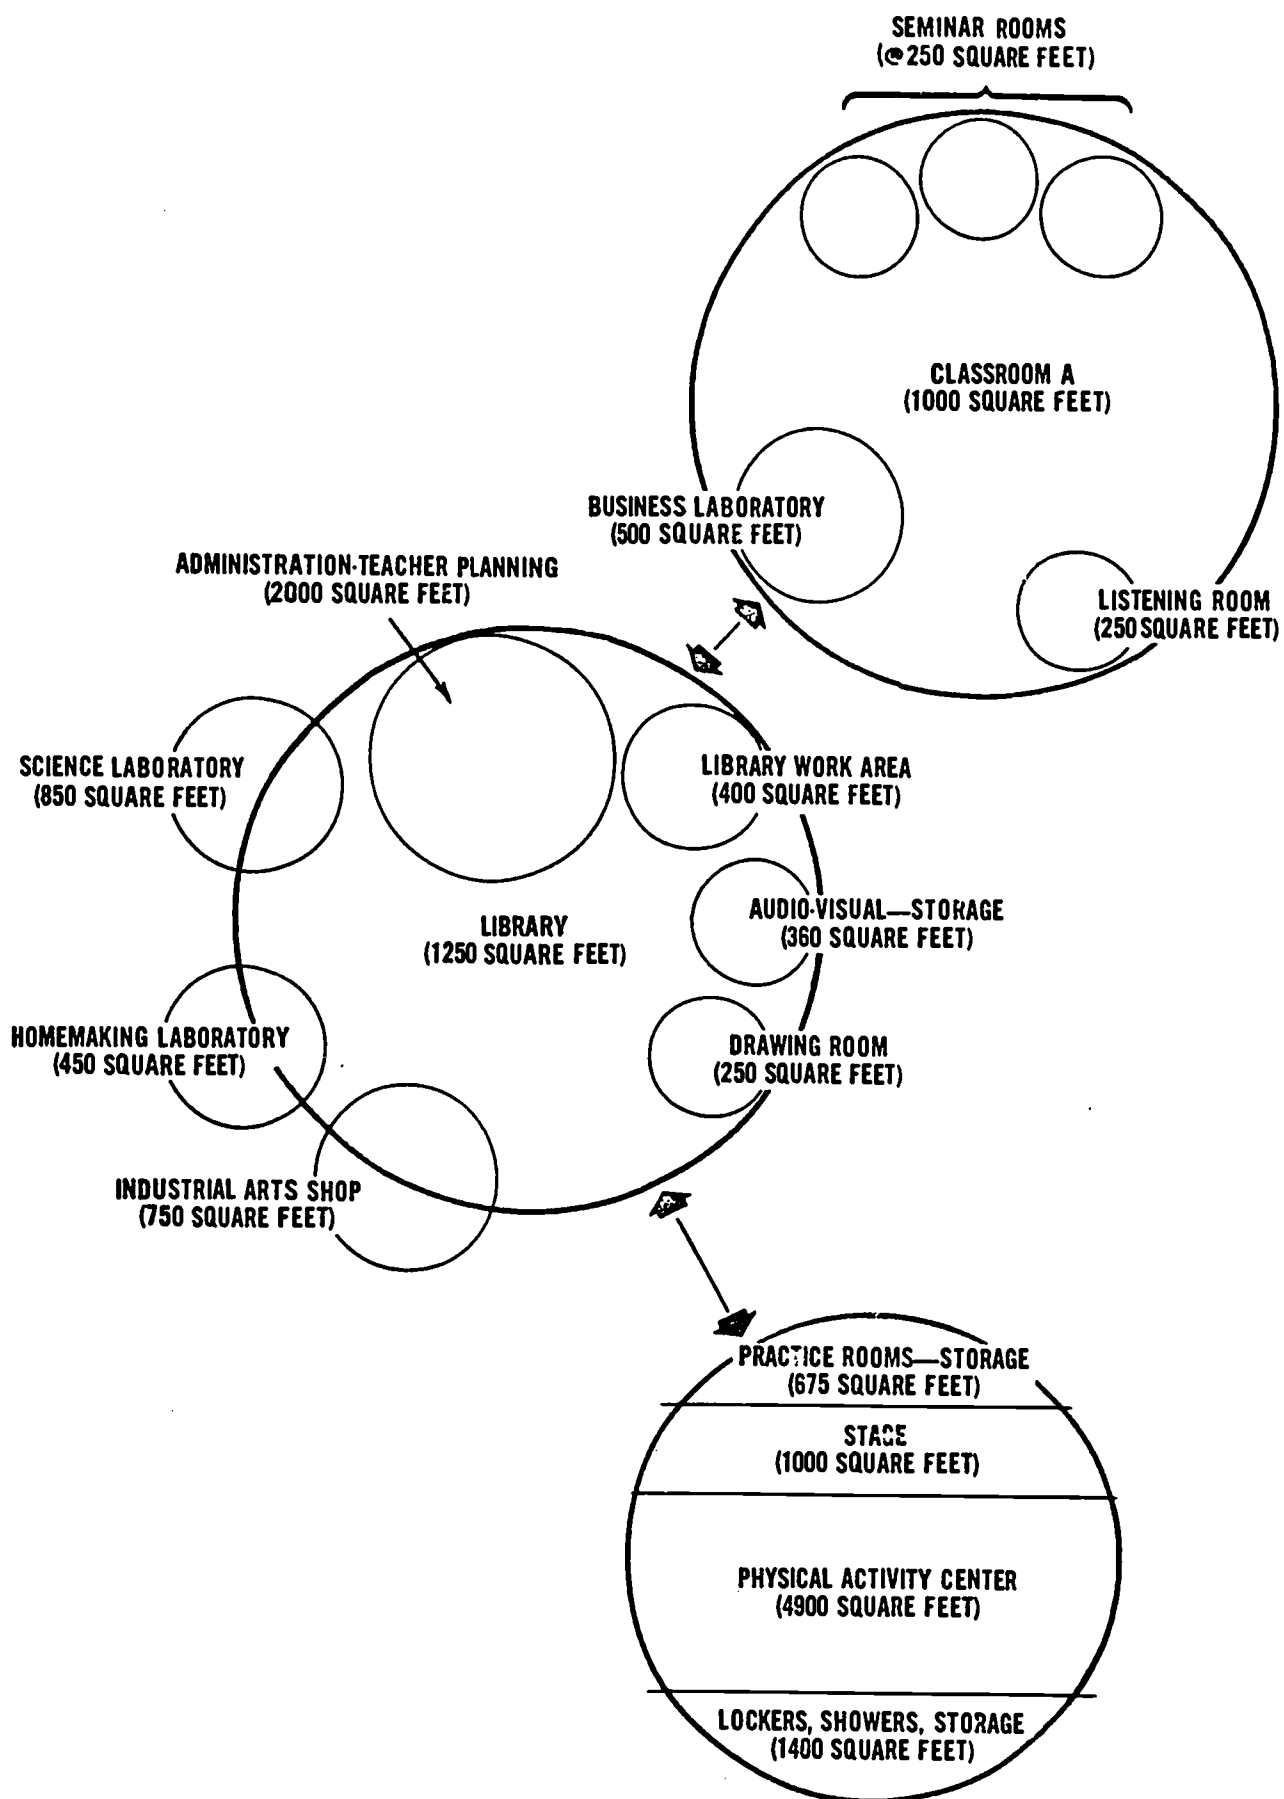 SEMINAR ROOMS
(@250 SQUARE FEET)
CLASSROOM A
(1000 SQUARE FEET)
BUSINESS LABORATORY
(500 SQUARE FEET)
LISTENING ROOM
(250 SQUARE FEET)
ADMINISTRATION-TEACHER PLANNING
(2000 SQUARE FEET)
SCIENCE LABORATORY
(850 SQUARE FEET)
LIBRARY WORK AREA
(400 SQUARE FEET)
LIBRARY
(1250 SQUARE FEET)
AUDIO-VISUAL—STORAGE
(360 SQUARE FEET)
HOMEMAKING LABORATORY
(450 SQUARE FEET)
DRAWING ROOM
(250 SQUARE FEET)
INDUSTRIAL ARTS SHOP
(750 SQUARE FEET)
PRACTICE ROOMS—STORAGE
(675 SQUARE FEET)
STAGE
(1000 SQUARE FEET)
PHYSICAL ACTIVITY CENTER
(4900 SQUARE FEET)
LOCKERS, SHOWERS, STORAGE
(1400 SQUARE FEET)